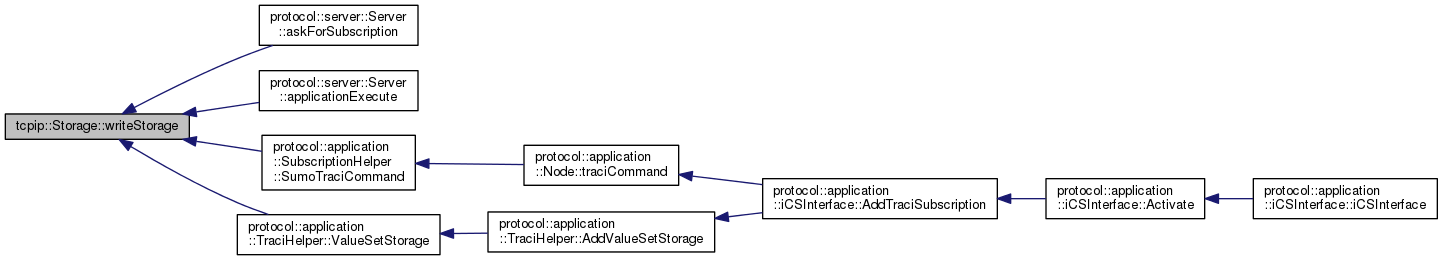 protocol::server::Server
::askForSubscription
protocol::server::Server
::applicationExecute
tcpip::Storage::writeStorage
protocol::application
::SubscriptionHelper
::SumoTraciCommand
protocol::application
::Node::traciCommand
protocol::application
::iCSInterface::AddTraciSubscription
protocol::application
::iCSInterface::Activate
protocol::application
::iCSInterface::iCSInterface
protocol::application
::TraciHelper::ValueSetStorage
protocol::application
::TraciHelper::AddValueSetStorage